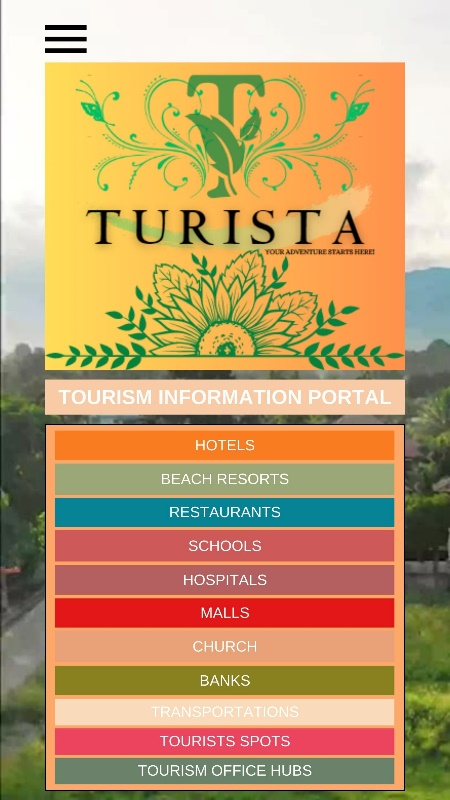 T
TURISTA
YOUR ADVENTURE STARTS HERE!
TOURISM INFORMATION PORTAL
HOTELS
BEACH RESORTS
RESTAURANTS
SCHOOLS
HOSPITALS
MALLS
CHURCH
BANKS
TRANSPORTATIONS
TOURISTS SPOTS
TOURISM OFFICE HUBS